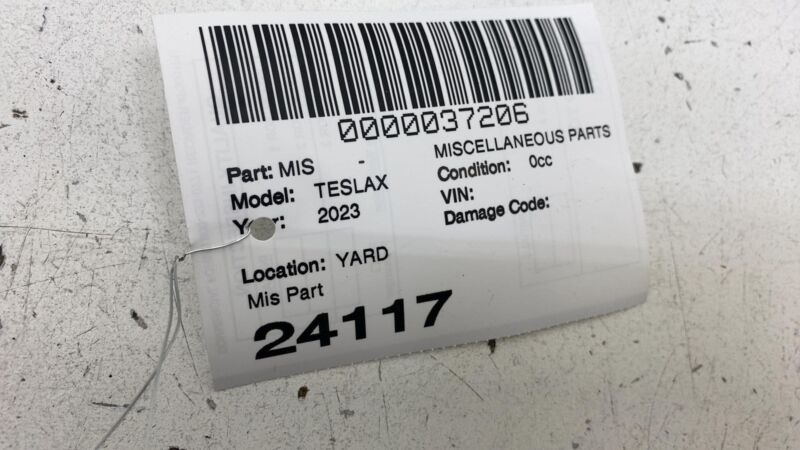 0000037206
Part: MIS - MISCELLANEOUS PARTS
Model: TESLAX Condition: 0cc
Year: 2023 VIN:
Damage Code:
Location: YARD
Mis Part
24117